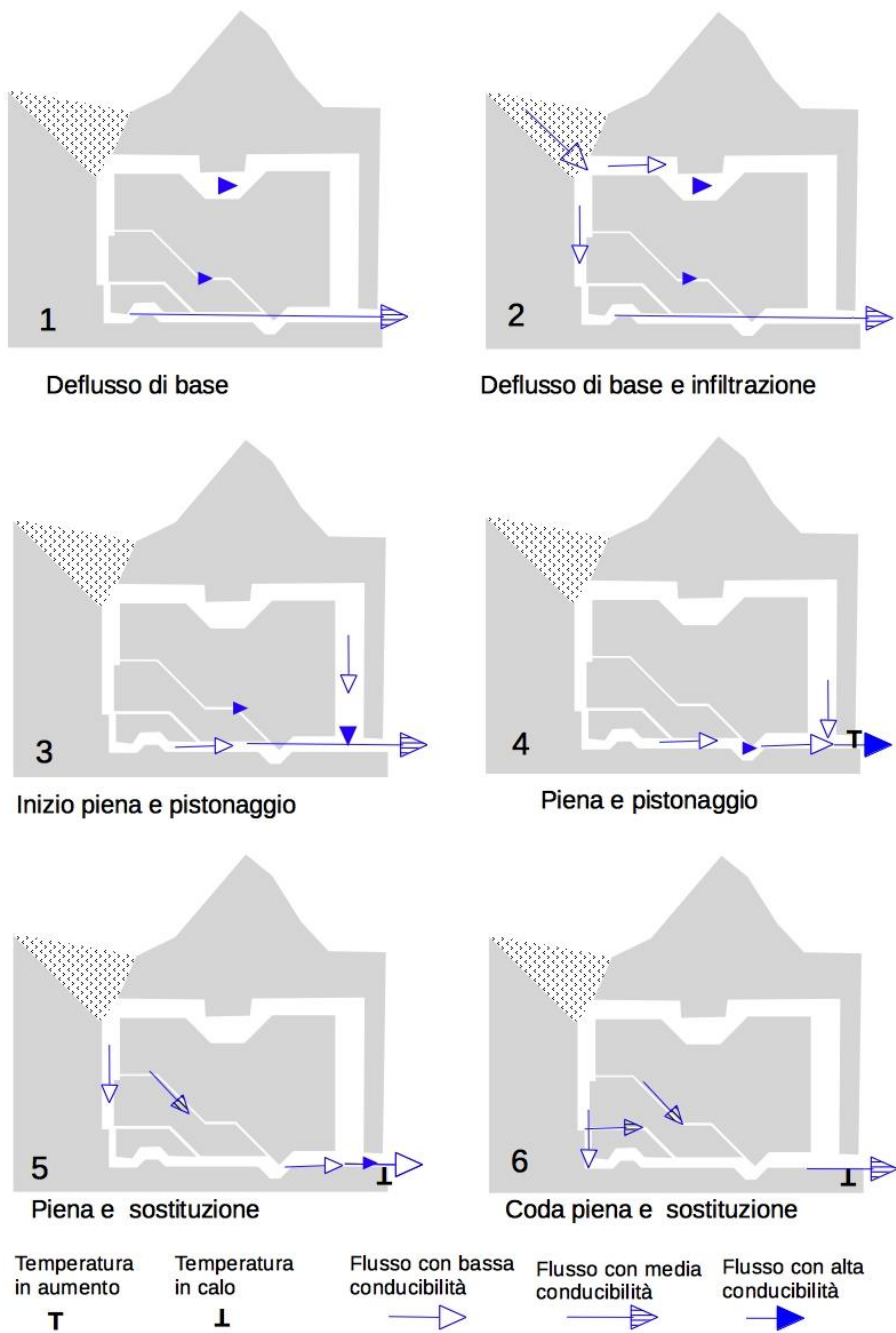 1
2
Deflusso di base
Deflusso di base e infiltrazione
3
4
T
Inizio piena e pistonaggio
Piena e pistonaggio
5
⊥
6
⊥
Piena e sostituzione
Coda piena e sostituzione
Temperatura
in aumento
T
Temperatura
in calo
⊥
Flusso con bassa
conducibilità
Flusso con media
conducibilità
Flusso con alta
conducibilità